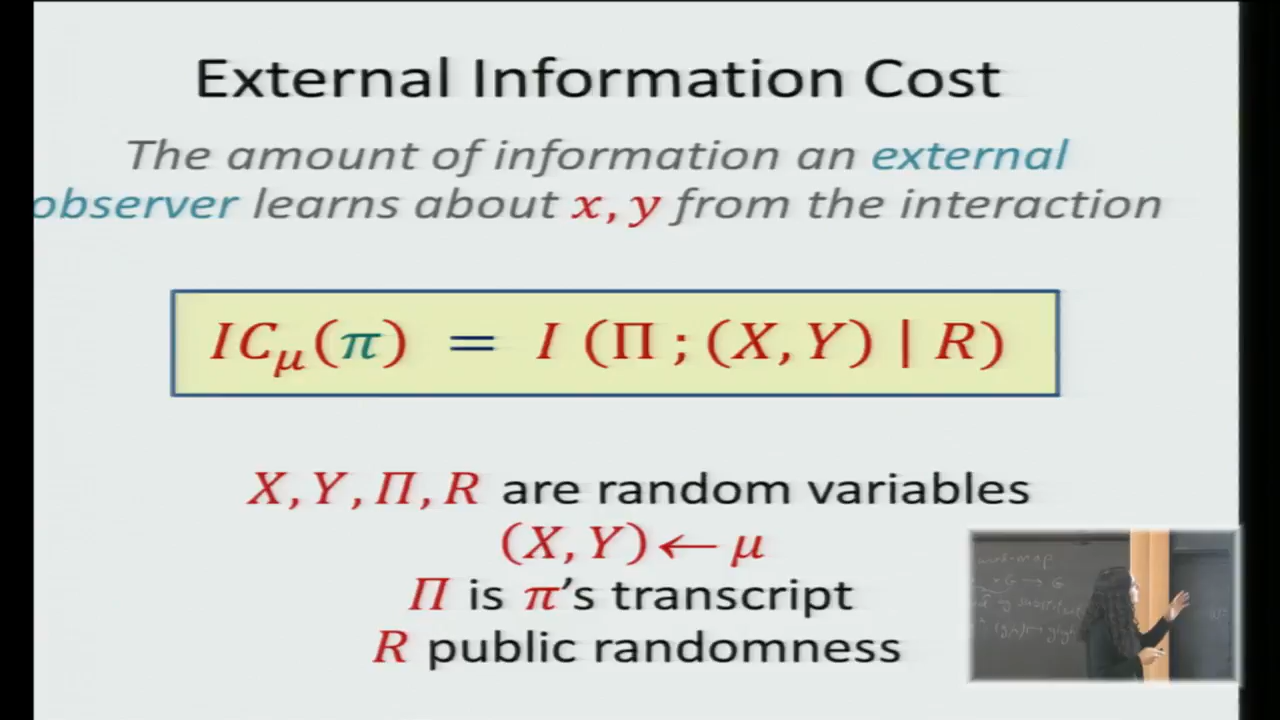 External Information Cost
The amount of information an external
observer learns about x, y from the interaction
IC_μ(π) = I (Π ; (X, Y) | R)
X, Y, Π, R are random variables
(X, Y) ← μ
Π is π's transcript
R public randomness